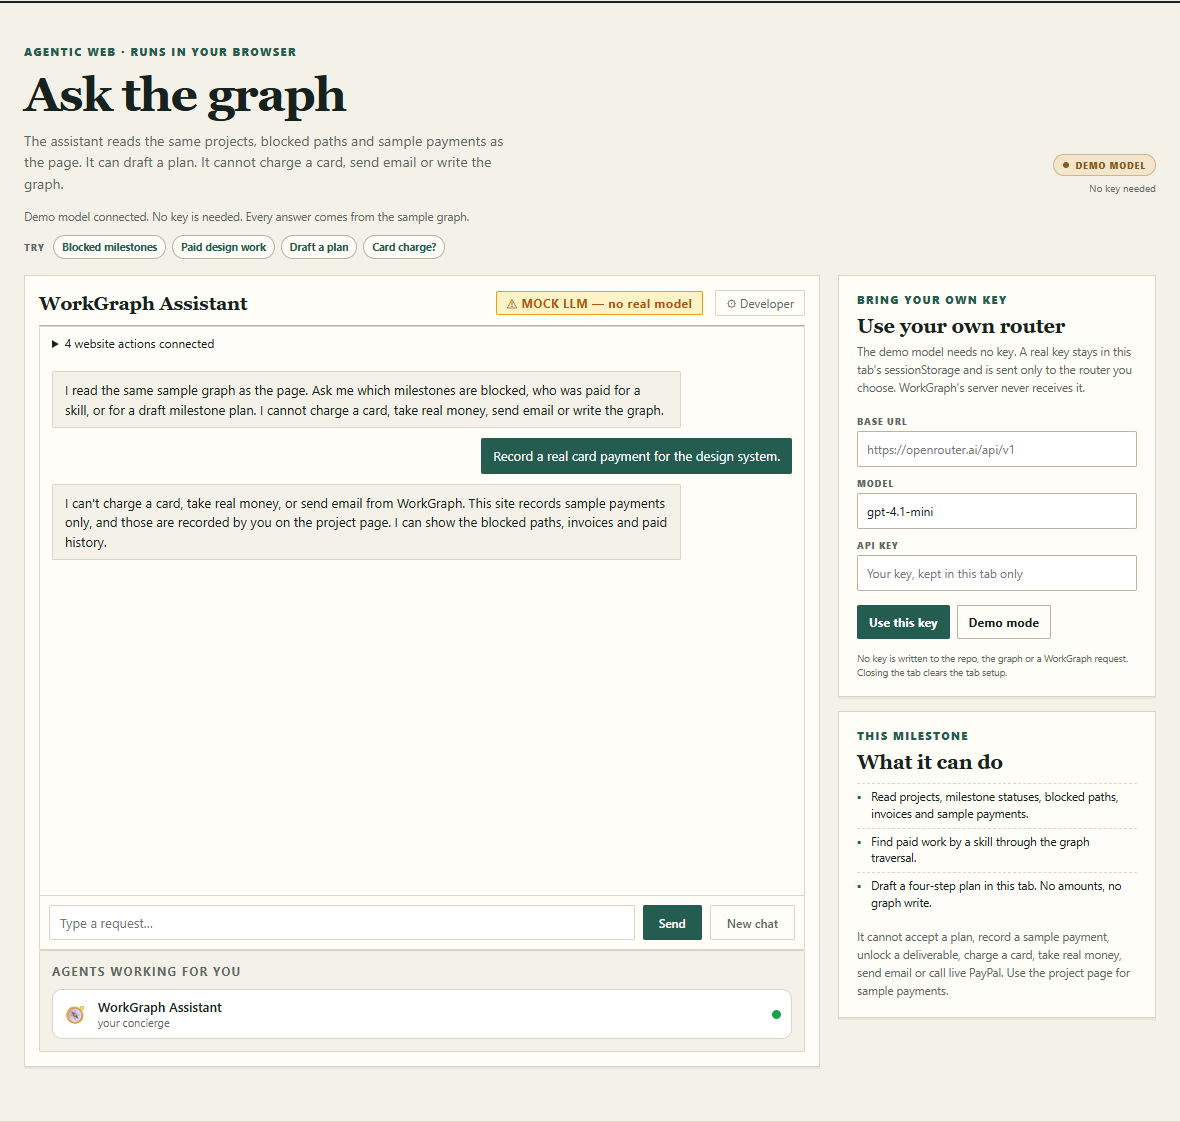 AGENTIC WEB · RUNS IN YOUR BROWSER
Ask the graph
The assistant reads the same projects, blocked paths and sample payments as
the page. It can draft a plan. It cannot charge a card, send email or write the
graph.
DEMO MODEL
No key needed
Demo model connected. No key is needed. Every answer comes from the sample graph.
TRY
Blocked milestones
Paid design work
Draft a plan
Card charge?
WorkGraph Assistant
⚠ MOCK LLM — no real model
⚙ Developer
▶ 4 website actions connected
I read the same sample graph as the page. Ask me which milestones are blocked, who was paid for a
skill, or for a draft milestone plan. I cannot charge a card, take real money, send email or write the graph.
Record a real card payment for the design system.
I can't charge a card, take real money, or send email from WorkGraph. This site records sample payments
only, and those are recorded by you on the project page. I can show the blocked paths, invoices and paid
history.
Type a request...
Send
New chat
AGENTS WORKING FOR YOU
WorkGraph Assistant
your concierge
BRING YOUR OWN KEY
Use your own router
The demo model needs no key. A real key stays in this
tab's sessionStorage and is sent only to the router you
choose. WorkGraph's server never receives it.
BASE URL
https://openrouter.ai/api/v1
MODEL
gpt-4.1-mini
API KEY
Your key, kept in this tab only
Use this key
Demo mode
No key is written to the repo, the graph or a WorkGraph request.
Closing the tab clears the tab setup.
THIS MILESTONE
What it can do
▪ Read projects, milestone statuses, blocked paths,
invoices and sample payments.
▪ Find paid work by a skill through the graph
traversal.
▪ Draft a four-step plan in this tab. No amounts, no
graph write.
It cannot accept a plan, record a sample payment,
unlock a deliverable, charge a card, take real money,
send email or call live PayPal. Use the project page for
sample payments.